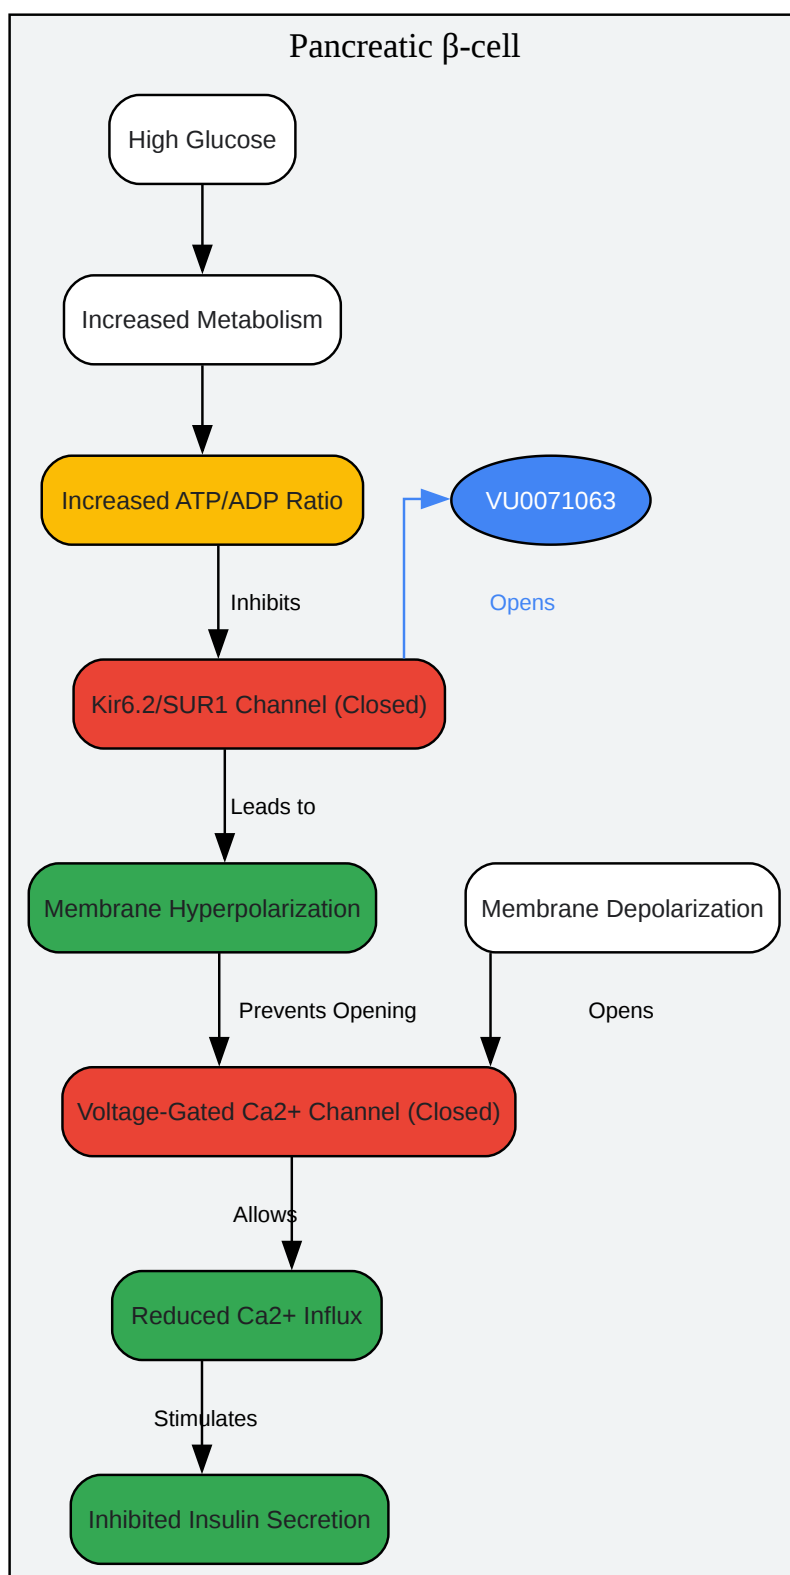 Pancreatic β-cell
High Glucose
Increased Metabolism
Increased ATP/ADP Ratio
VU0071063
Inhibits
Opens
Kir6.2/SUR1 Channel (Closed)
Leads to
Membrane Hyperpolarization
Membrane Depolarization
Prevents Opening
Opens
Voltage-Gated Ca2+ Channel (Closed)
Allows
Reduced Ca2+ Influx
Stimulates
Inhibited Insulin Secretion